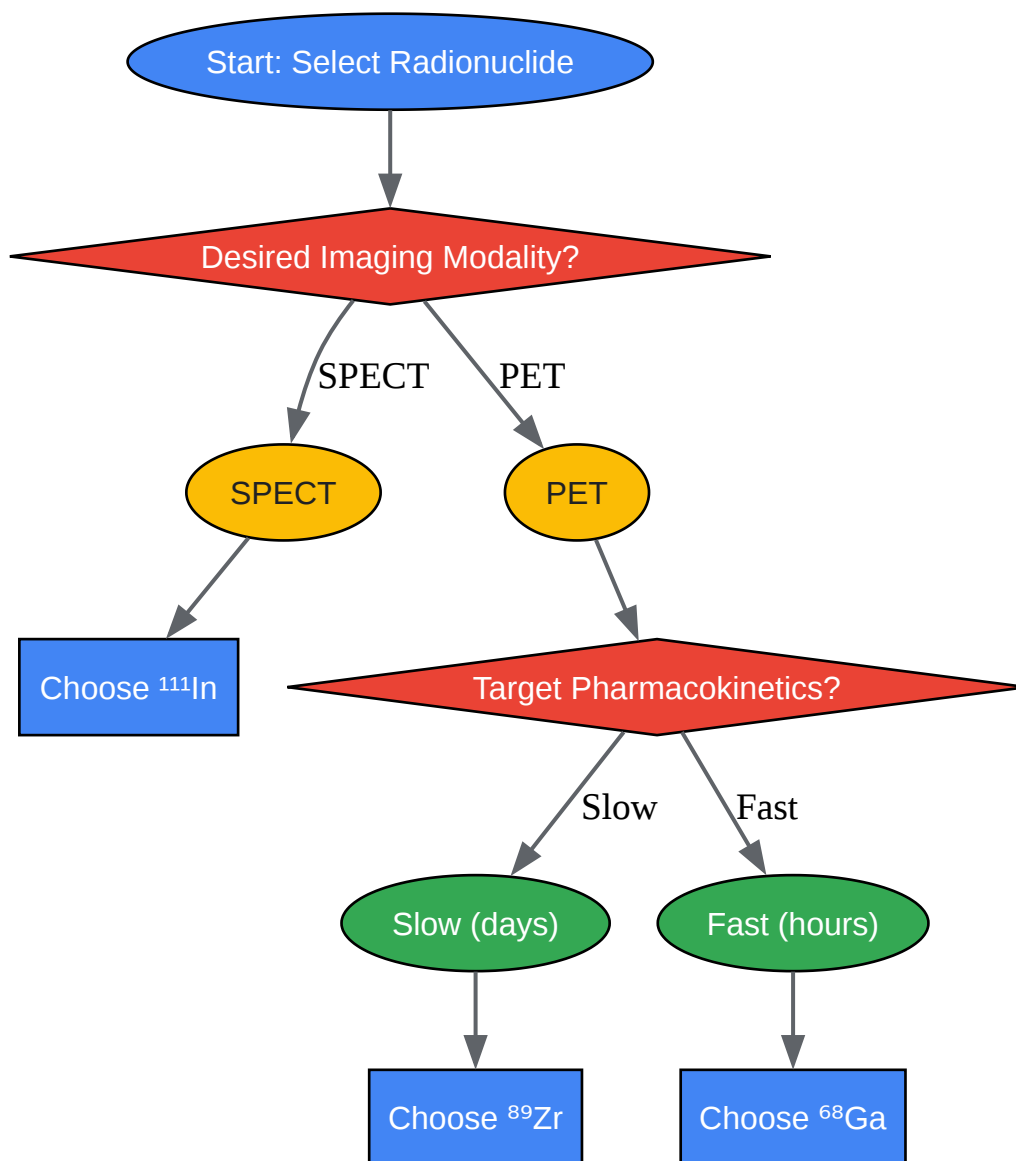 Start: Select Radionuclide
Desired Imaging Modality?
SPECT
PET
SPECT
PET
Choose ¹¹¹In
Target Pharmacokinetics?
Slow
Fast
Slow (days)
Fast (hours)
Choose ⁸⁹Zr
Choose ⁶⁸Ga